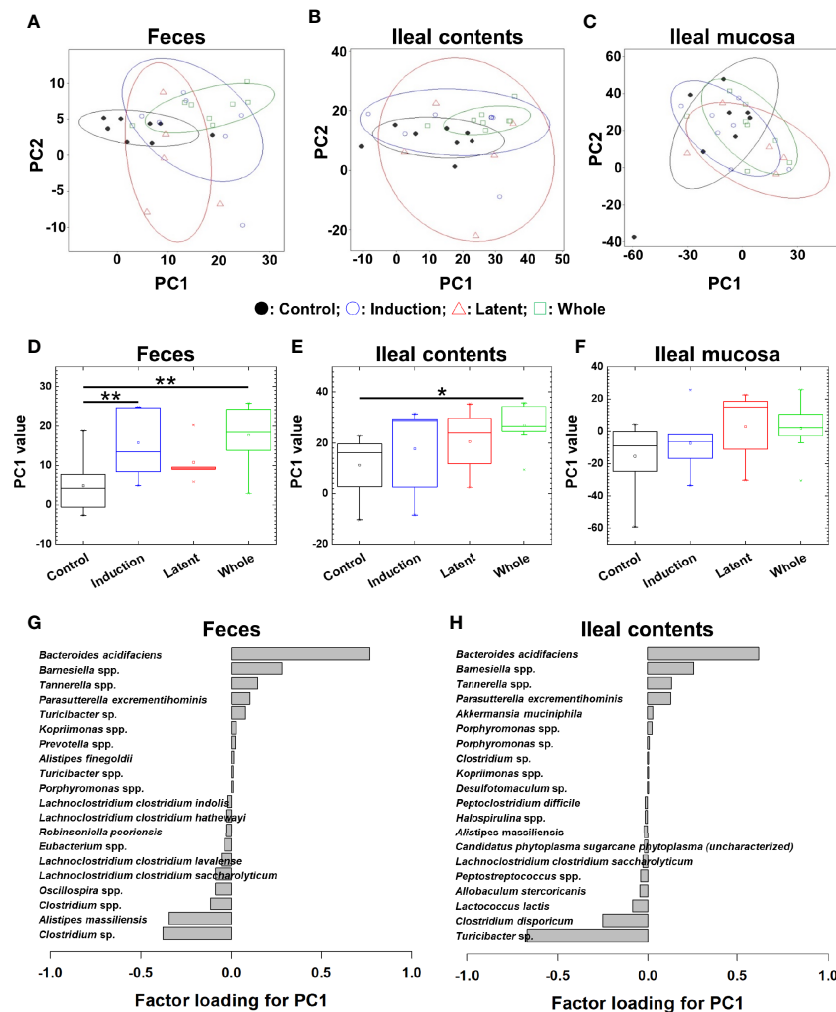 A Feces
B Ileal contents
C Ileal mucosa
PC2
10
5
0
-5
-10
0 10 20 30
PC1
PC2
40
20
0
-20
-10 0 10 20 30 40 50
PC1
PC2
60
40
20
0
-20
-40
-60 -30 0 30
PC1
●: Control; ○: Induction; △: Latent; □: Whole
D Feces
E Ileal contents
F Ileal mucosa
PC1 value
30
20
10
0
-10
**
**
Control Induction Latent Whole
PC1 value
40
20
0
-20
*
Control Induction Latent Whole
PC1 value
40
20
0
-20
-40
-60
Control Induction Latent Whole
G Feces
Bacteroides acidifaciens
Barnesiella spp.
Tannerella spp.
Parasutterella excrementihominis
Turicibacter sp.
Kopriimonas spp.
Prevotella spp.
Alistipes finegoldii
Turicibacter spp.
Porphyromonas spp.
Lachnoclostridium clostridium indolis
Lachnoclostridium clostridium hathewayi
Robinsoniella peoriensis
Eubacterium spp.
Lachnoclostridium clostridium lavalense
Lachnoclostridium clostridium saccharolyticum
Oscillospira spp.
Clostridium spp.
Alistipes massiliensis
Clostridium sp.
-1.0 -0.5 0.0 0.5 1.0
Factor loading for PC1
H Ileal contents
Bacteroides acidifaciens
Barnesiella spp.
Tannerella spp.
Parasutterella excrementihominis
Akkermansia muciniphila
Porphyromonas spp.
Porphyromonas sp.
Clostridium sp.
Kopriimonas spp.
Desulfotomaculum sp.
Peptoclostridium difficile
Halospirulina spp.
Alistipes massiliensis
Candidatus phytoplasma sugarcane phytoplasma (uncharacterized)
Lachnoclostridium clostridium saccharolyticum
Peptostreptococcus spp.
Allobaculum stercoricanis
Lactococcus lactis
Clostridium disporicum
Turicibacter sp.
-1.0 -0.5 0.0 0.5 1.0
Factor loading for PC1